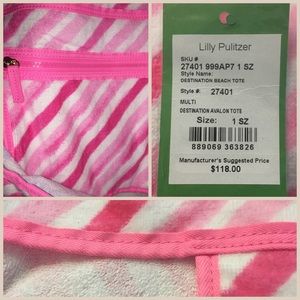 Lilly Pulitzer
SKU #
27401 999AP7 1 SZ
Style Name:
DESTINATION BEACH TOTE
Style #: 27401
MULTI
DESTINATION AVALON TOTE
Size: 1 SZ
889069 363826
Manufacturer's Suggested Price
$118.00